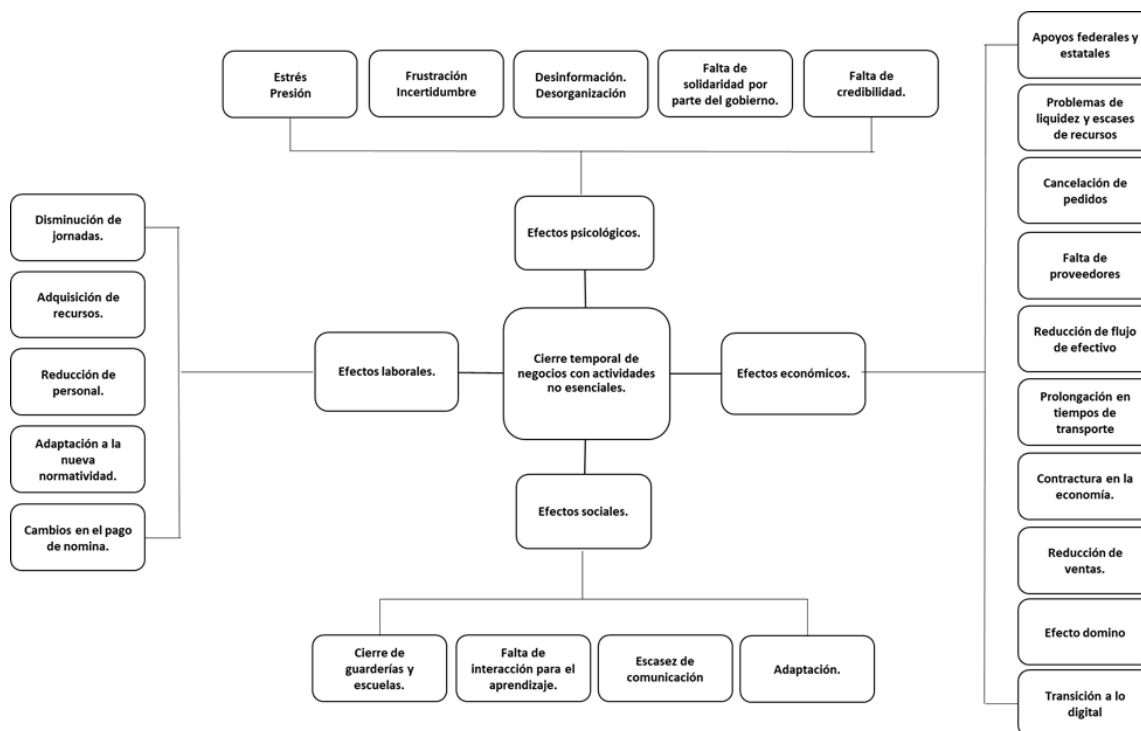 Estrés
Presión
Frustración
Incertidumbre
Desinformación.
Desorganización
Falta de
solidaridad por
parte del gobierno.
Falta de
credibilidad.
Efectos psicológicos.
Disminución de
jornadas.
Adquisición de
recursos.
Reducción de
personal.
Adaptación a la
nueva
normatividad.
Cambios en el pago
de nomina.
Efectos laborales.
Cierre temporal de
negocios con actividades
no esenciales.
Efectos económicos.
Apoyos federales y
estatales
Problemas de
liquidez y escases de
recursos
Cancelación de
pedidos
Falta de
proveedores
Reducción de flujo
de efectivo
Prolongación en
tiempos de
transporte
Contractura en la
economía.
Reducción de
ventas.
Efecto domino
Transición a lo
digital
Efectos sociales.
Cierre de
guarderías y
escuelas.
Falta de
interacción para el
aprendizaje.
Escasez de
comunicación
Adaptación.